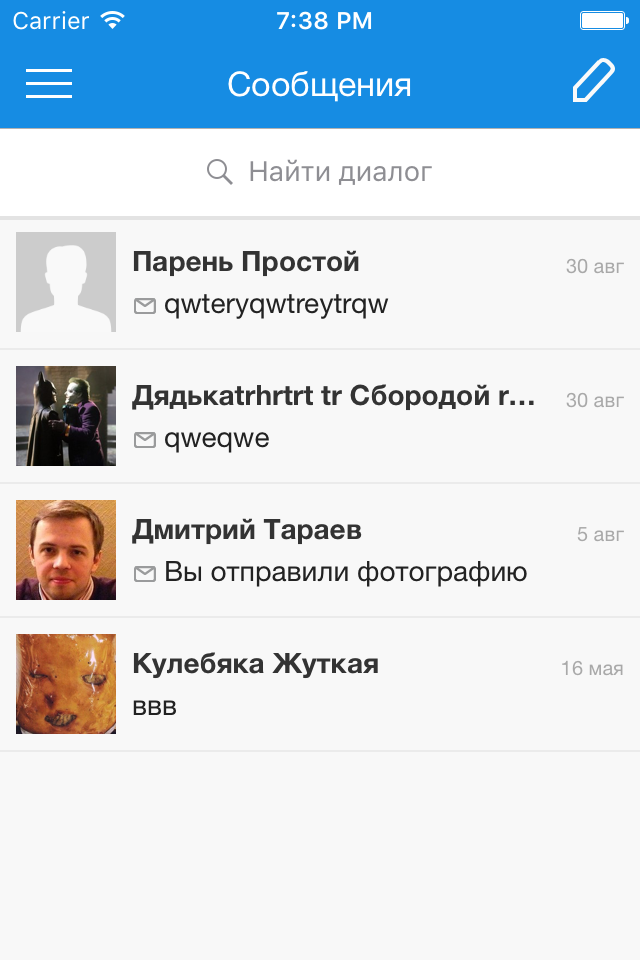 Carrier 7:38 PM
Сообщения
Найти диалог
Парень Простой 30 авг
qwteryqwtreytrqw
Дядькаtrhrtrt tr Сбородой r... 30 авг
qweqwe
Дмитрий Тараев 5 авг
Вы отправили фотографию
Кулебяка Жуткая 16 мая
ввв